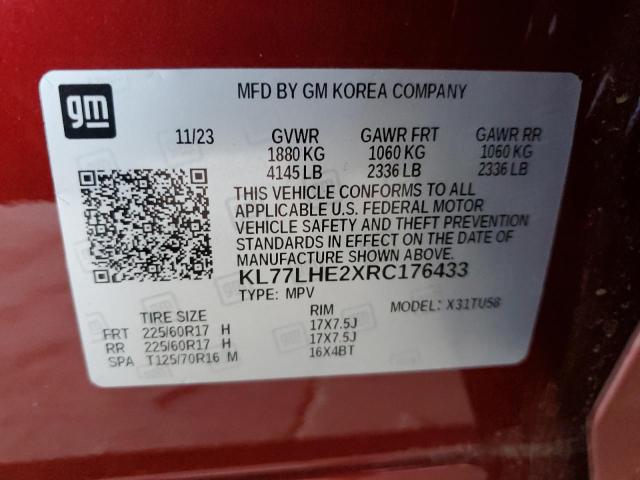 gm
MFD BY GM KOREA COMPANY
11/23 GVWR GAWR FRT GAWR RR
1880 KG 1060 KG 1060 KG
4145 LB 2336 LB 2336 LB
THIS VEHICLE CONFORMS TO ALL
APPLICABLE U.S. FEDERAL MOTOR
VEHICLE SAFETY AND THEFT PREVENTION
STANDARDS IN EFFECT ON THE DATE OF
MANUFACTURE SHOWN ABOVE.
KL77LHE2XRC176433
TYPE: MPV MODEL: X31TU58
TIRE SIZE RIM
FRT 225/60R17 H 17X7.5J
RR 225/60R17 H 17X7.5J
SPA T125/70R16 M 16X4BT